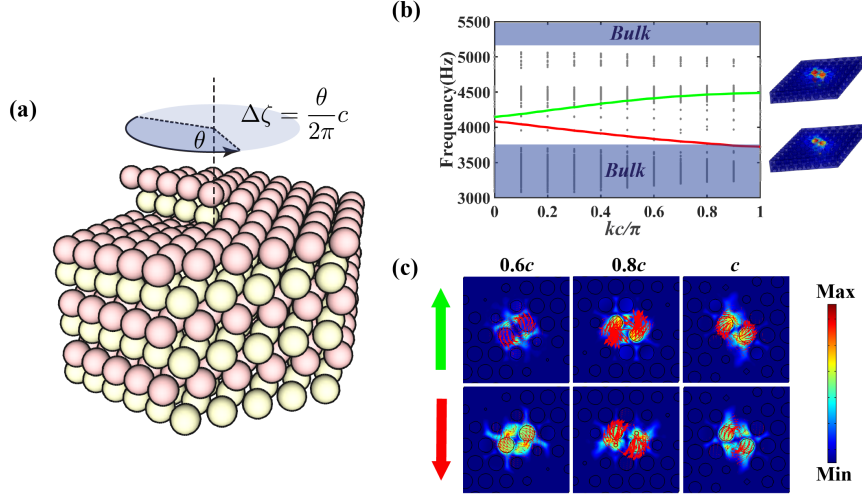 (a)
Δζ = θ/2π c
θ
(b)
Frequency(Hz)
5500
5000
4500
4000
3500
3000
Bulk
Bulk
0
0.2
0.4
0.6
0.8
1
kc/π
(c)
0.6c
0.8c
c
Max
Min